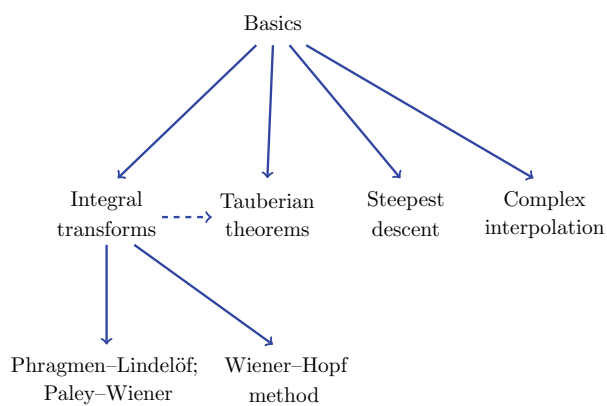 Basics
Integral
transforms
Tauberian
theorems
Steepest
descent
Complex
interpolation
Phragmen–Lindelöf;
Paley–Wiener
Wiener–Hopf
method